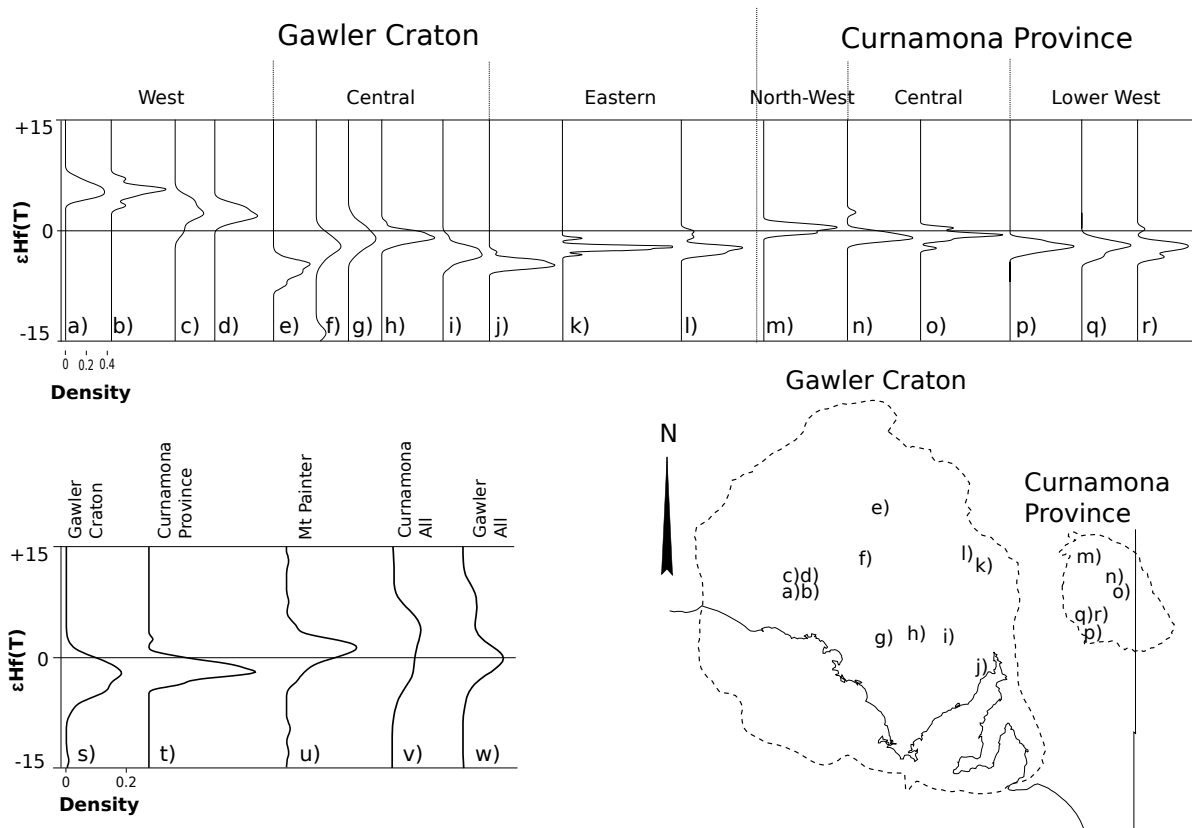 Gawler Craton
Curnamona Province
West
Central
Eastern
North-West
Central
Lower West
+15
0
-15
εHf(T)
a)
b)
c)
d)
e)
f)
g)
h)
i)
j)
k)
l)
m)
n)
o)
p)
q)
r)
0 0.2 0.4
Density
Gawler
Craton
Curnamona
Province
Mt Painter
Curnamona
All
Gawler
All
+15
0
-15
εHf(T)
s)
t)
u)
v)
w)
0
0.2
Density
Gawler Craton
N
Curnamona
Province
e)
f)
l)
k)
c)d)
a)b)
g)
h)
i)
j)
m)
n)
o)
q)r)
p)